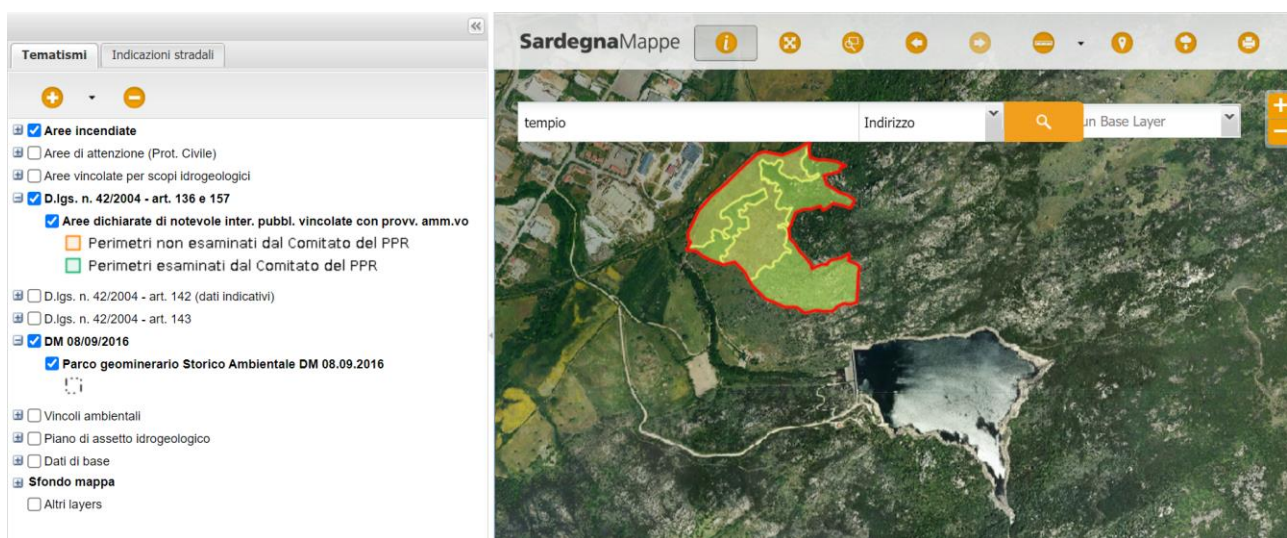 Tematismi
Indicazioni stradali
Aree incendiate
Aree di attenzione (Prot. Civile)
Aree vincolate per scopi idrogeologici
D.lgs. n. 42/2004 - art. 136 e 157
Aree dichiarate di notevole inter. pubbl. vincolate con provv. amm.vo
Perimetri non esaminati dal Comitato del PPR
Perimetri esaminati dal Comitato del PPR
D.lgs. n. 42/2004 - art. 142 (dati indicativi)
D.lgs. n. 42/2004 - art. 143
DM 08/09/2016
Parco geominerario Storico Ambientale DM 08.09.2016
Vincoli ambientali
Piano di assetto idrogeologico
Dati di base
Sfondo mappa
Altri layers
SardegnaMappe
tempio
Indirizzo
un Base Layer